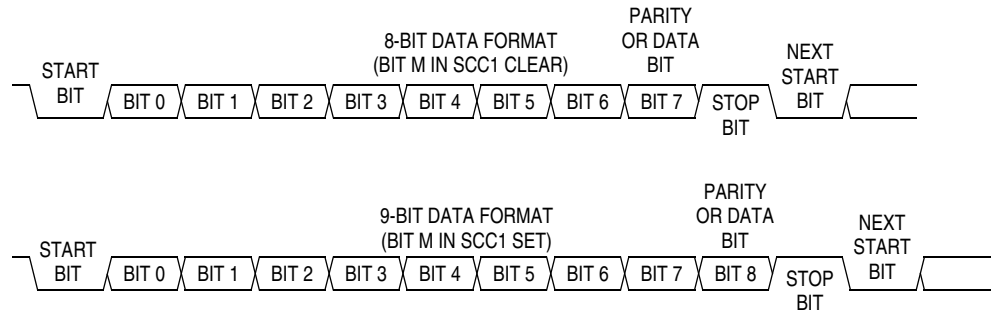 8-BIT DATA FORMAT
(BIT M IN SCC1 CLEAR)
PARITY
OR DATA
BIT
START
BIT
BIT 0 BIT 1 BIT 2 BIT 3 BIT 4 BIT 5 BIT 6 BIT 7
STOP
BIT
NEXT
START
BIT
9-BIT DATA FORMAT
(BIT M IN SCC1 SET)
PARITY
OR DATA
BIT
START
BIT
BIT 0 BIT 1 BIT 2 BIT 3 BIT 4 BIT 5 BIT 6 BIT 7 BIT 8
STOP
BIT
NEXT
START
BIT